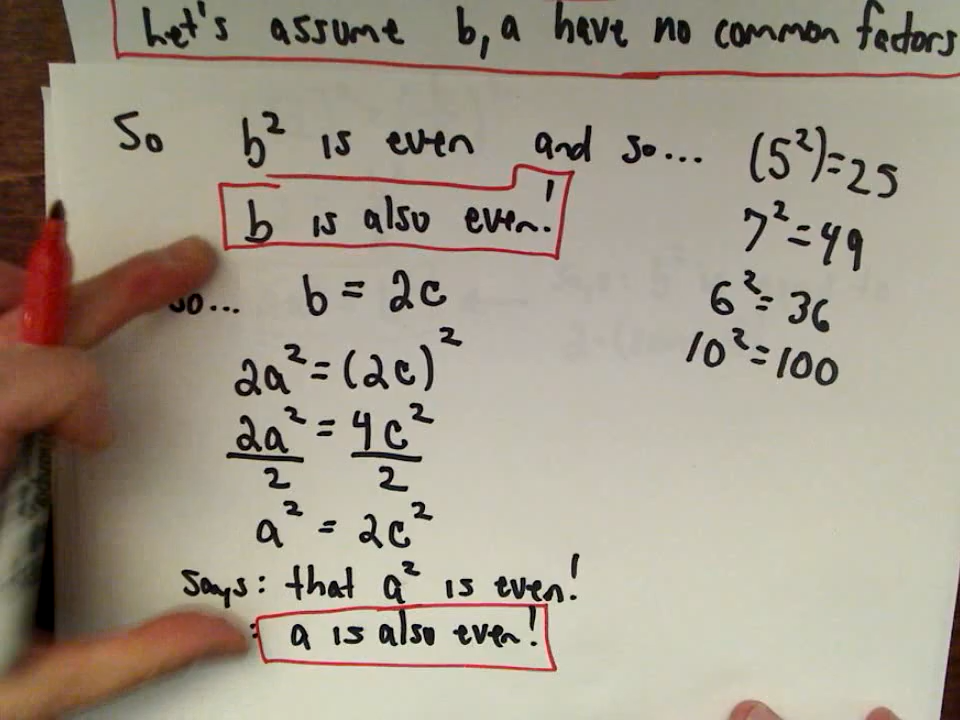 Let's assume b, a have no common factors
So b² is even and so...
b is also even!
(5²)=25
7²=49
6²=36
10²=100
so... b = 2c
2a² = (2c)²
2a² = 4c²
2 2
a² = 2c²
says: that a² is even!
: a is also even!